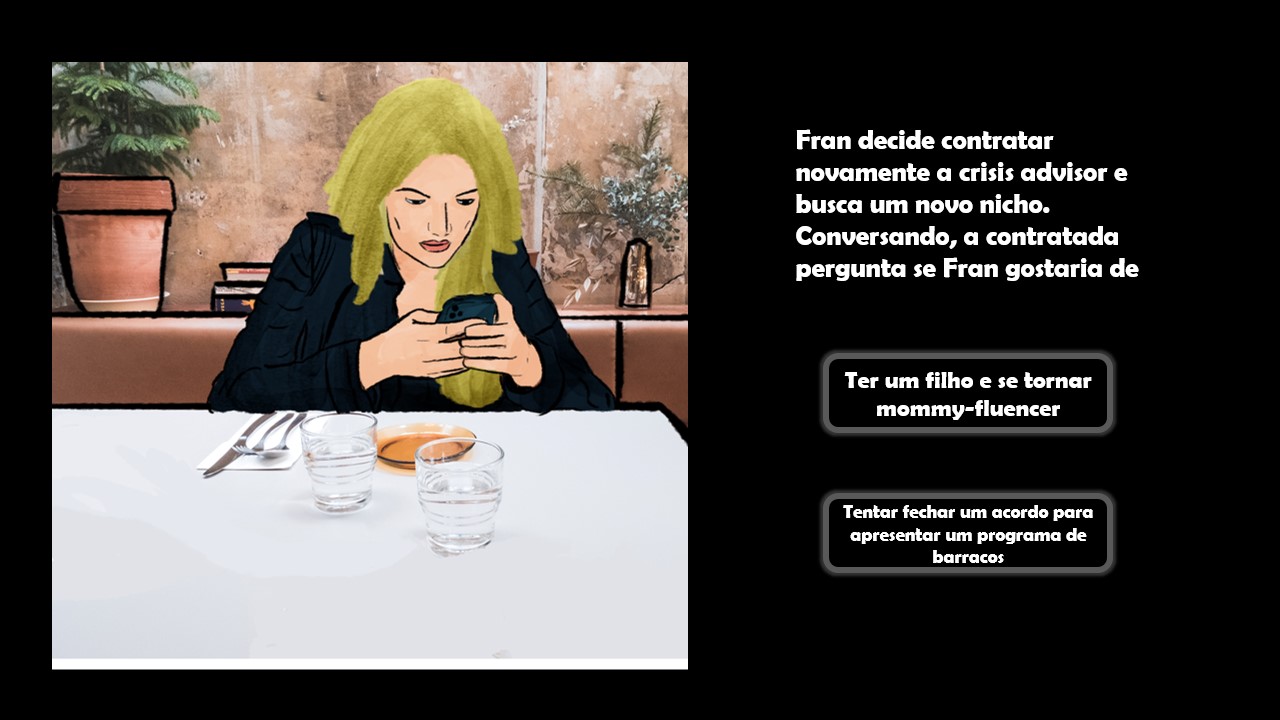 Fran decide contratar
novamente a crisis advisor e
busca um novo nicho.
Conversando, a contratada
pergunta se Fran gostaria de
Ter um filho e se tornar
mommy-fluencer
Tentar fechar um acordo para
apresentar um programa de
barracos